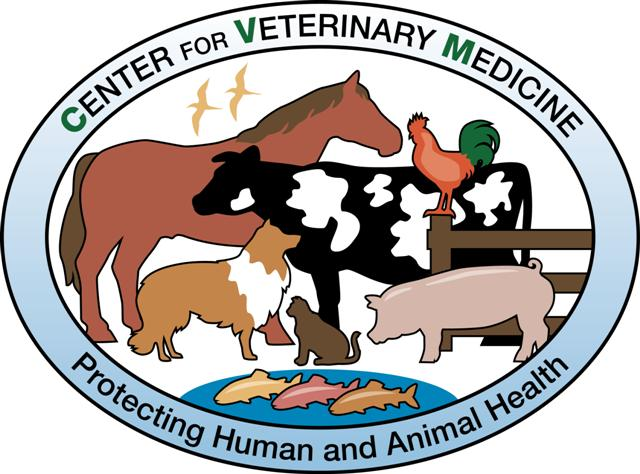 CENTER FOR VETERINARY MEDICINE
Protecting Human and Animal Health